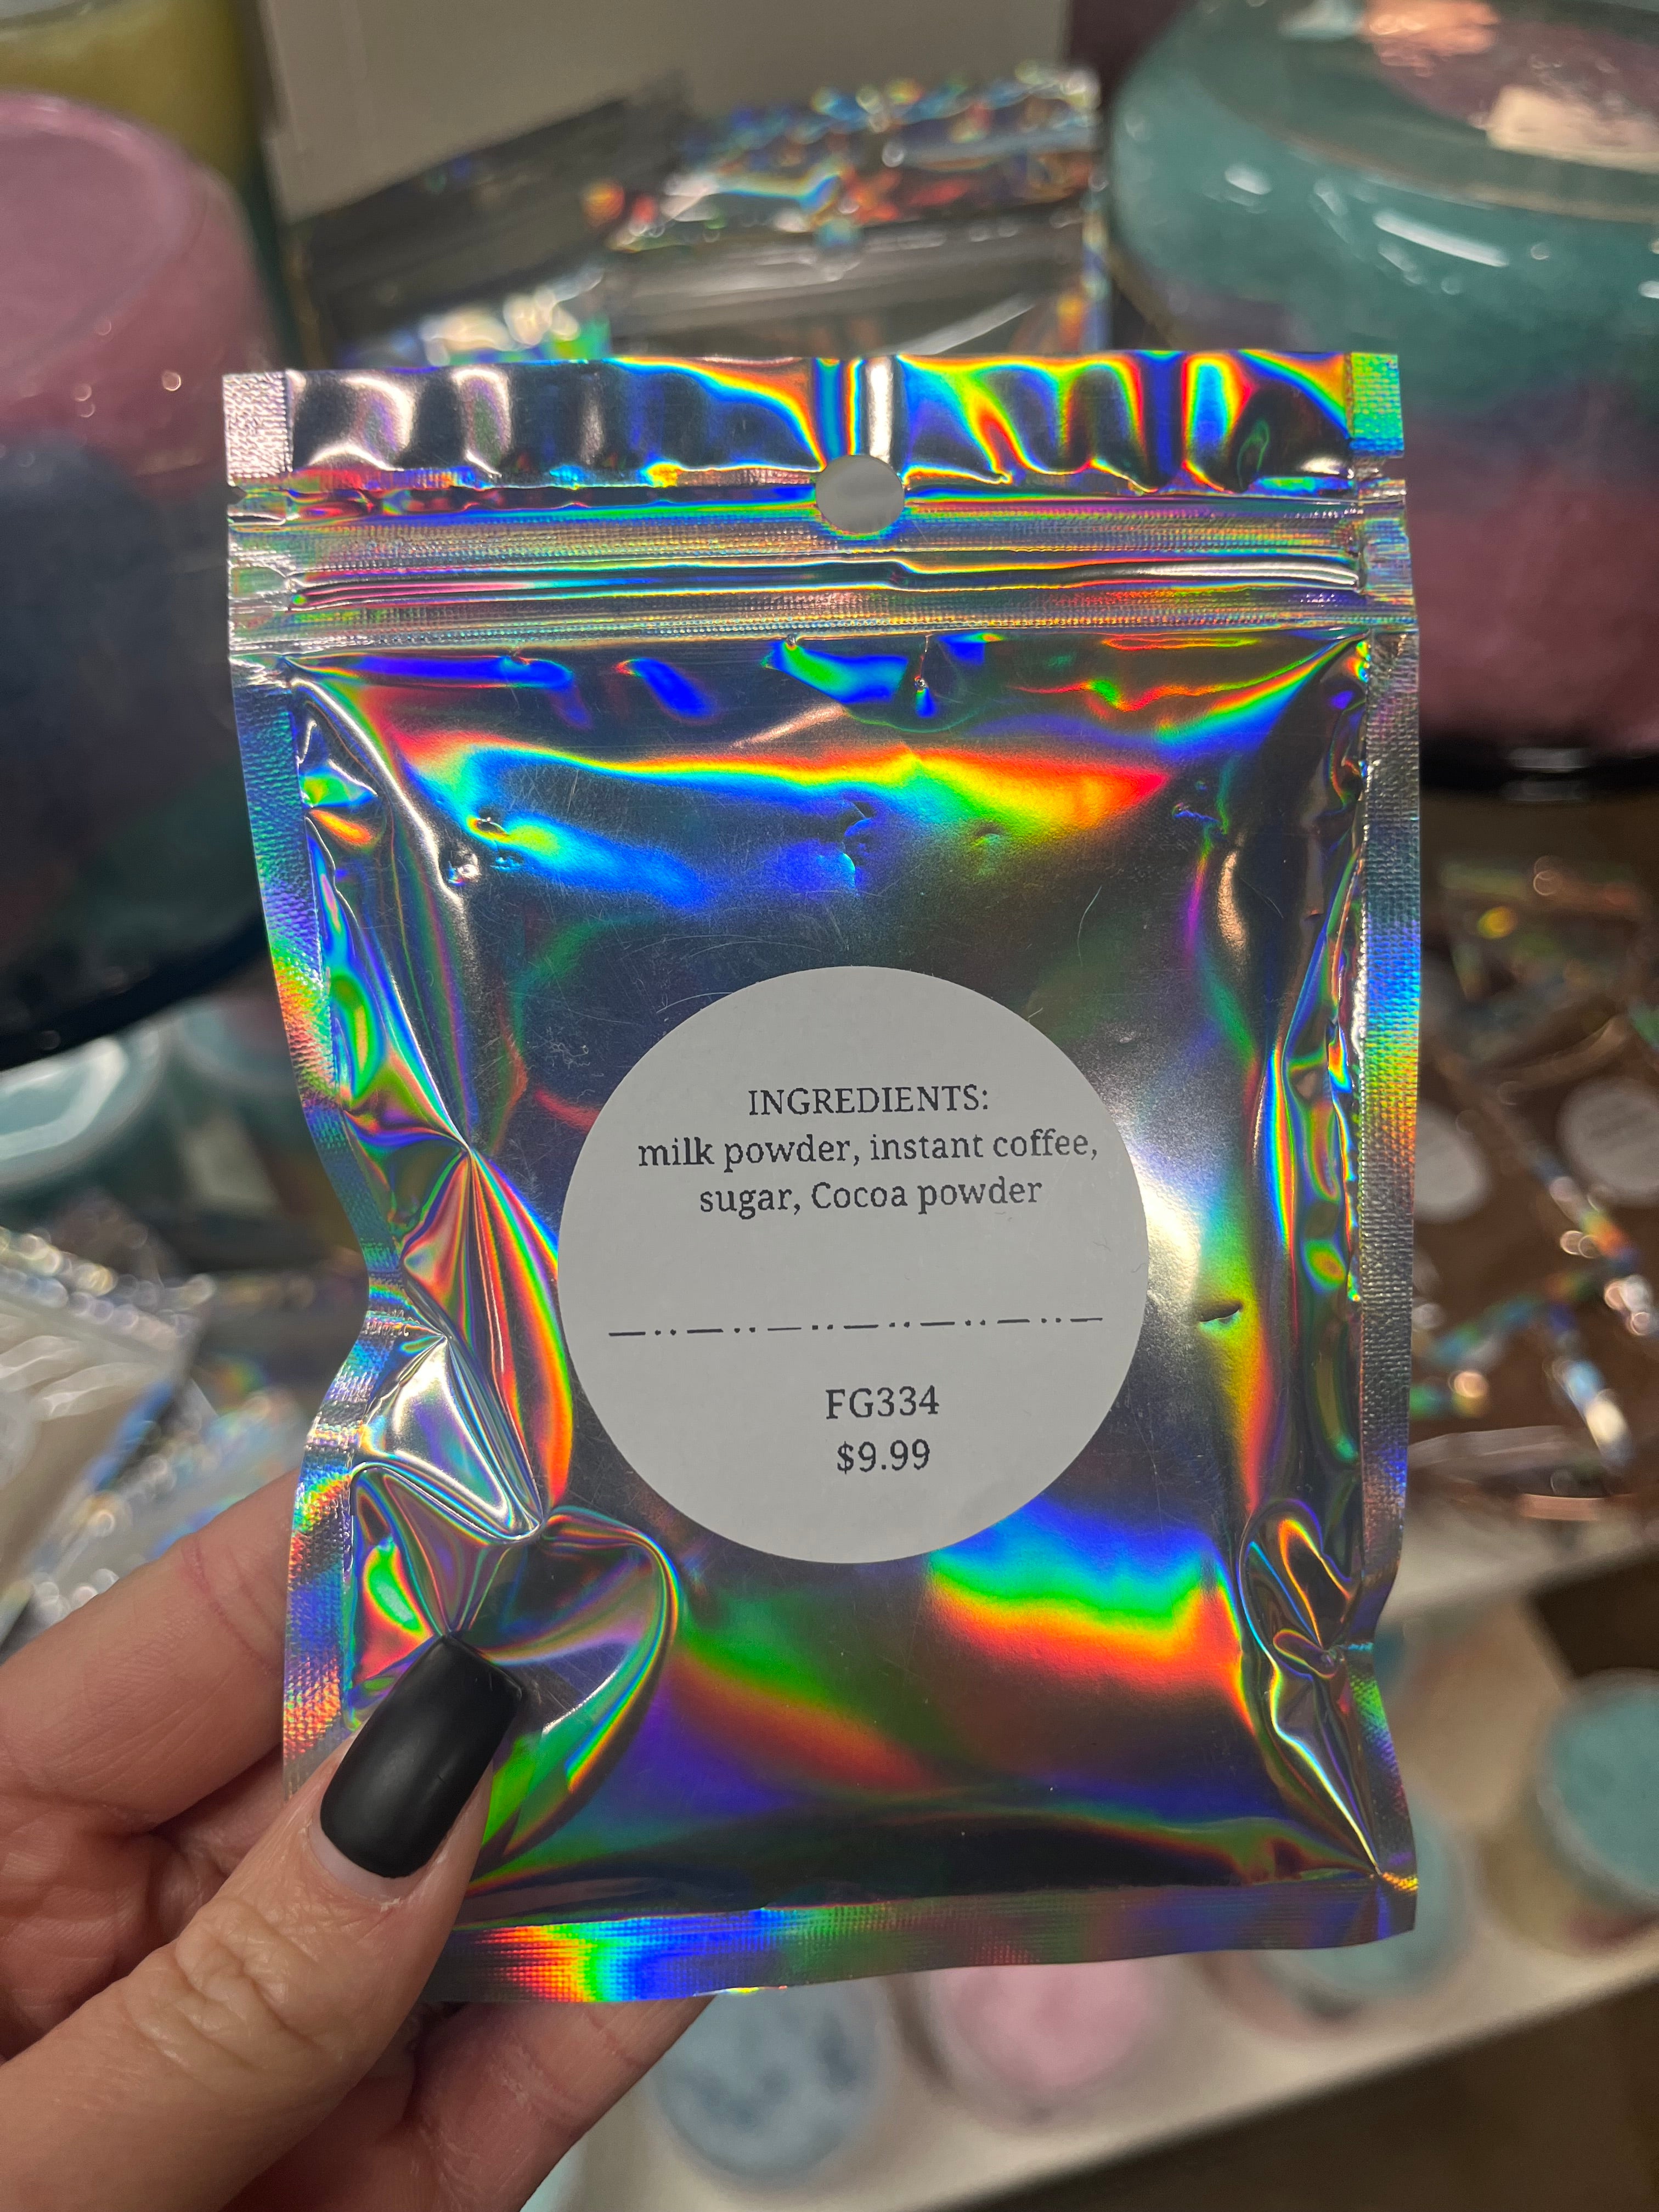 INGREDIENTS:
milk powder, instant coffee,
sugar, Cocoa powder
FG334
$9.99